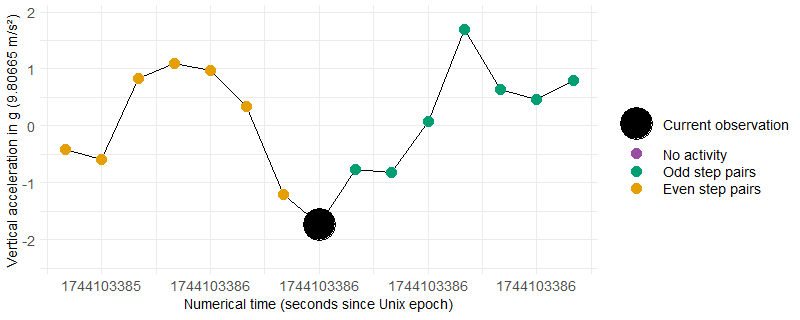 Vertical acceleration in g (9.80665 m/s²)
2
1
0
-1
-2
1744103385 1744103386 1744103386 1744103386 1744103386
Numerical time (seconds since Unix epoch)
Current observation
No activity
Odd step pairs
Even step pairs